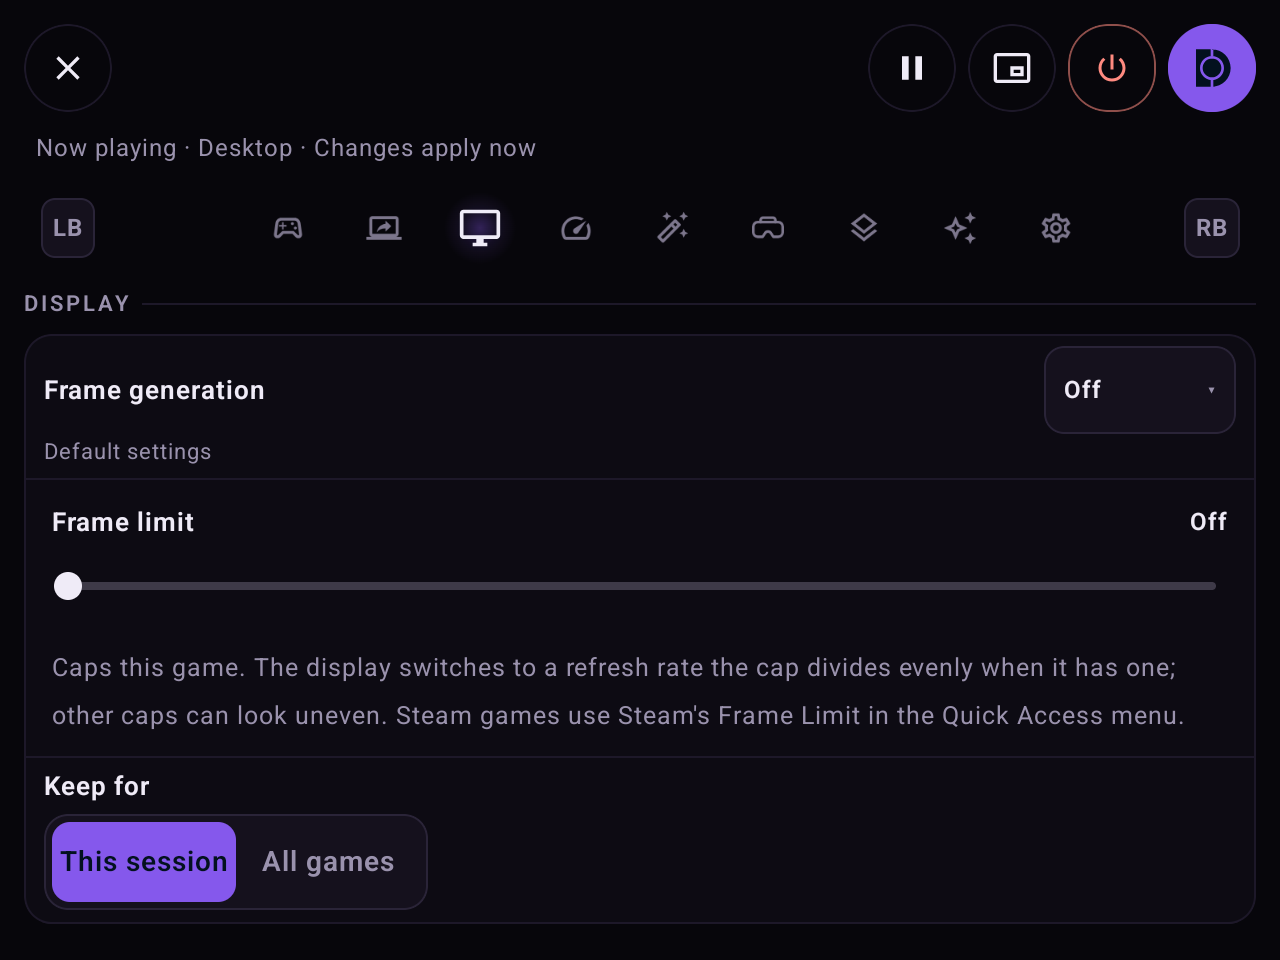 Now playing · Desktop · Changes apply now
LB
RB
DISPLAY
Frame generation
Off
Default settings
Frame limit
Off
Caps this game. The display switches to a refresh rate the cap divides evenly when it has one;
other caps can look uneven. Steam games use Steam's Frame Limit in the Quick Access menu.
Keep for
This session
All games